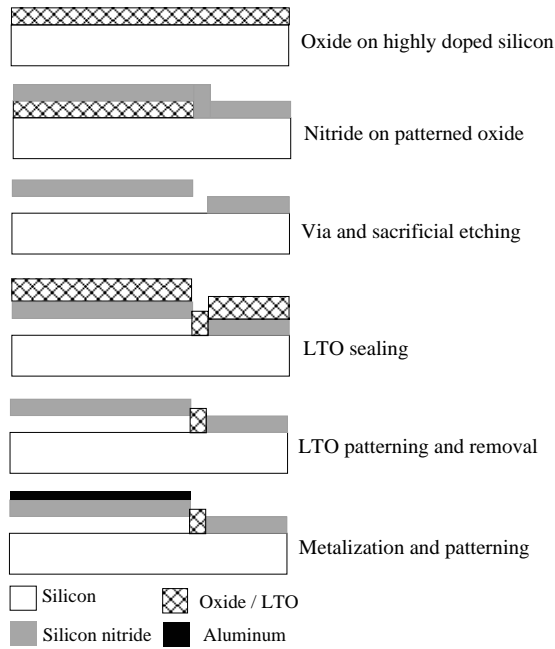 Oxide on highly doped silicon
Nitride on patterned oxide
Via and sacrificial etching
LTO sealing
LTO patterning and removal
Metalization and patterning
Silicon
Oxide / LTO
Silicon nitride
Aluminum